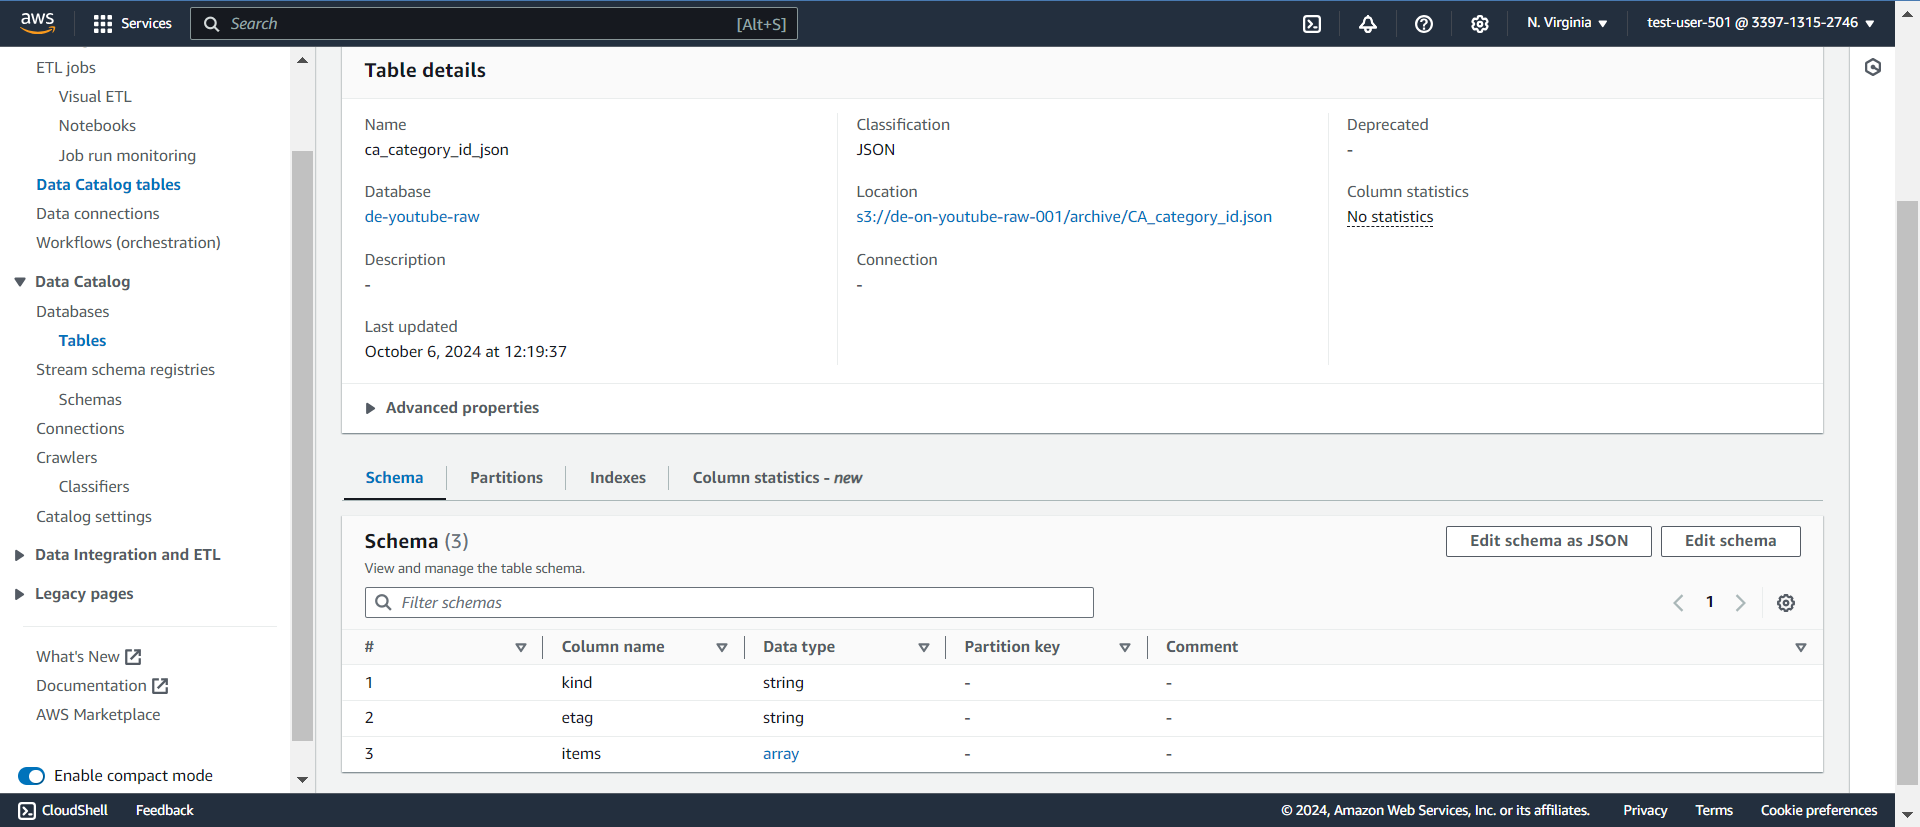 aws
Services
Search
[Alt+S]
N. Virginia
test-user-501 @ 3397-1315-2746
ETL jobs
Visual ETL
Notebooks
Job run monitoring
Data Catalog tables
Data connections
Workflows (orchestration)
Data Catalog
Databases
Tables
Stream schema registries
Schemas
Connections
Crawlers
Classifiers
Catalog settings
Data Integration and ETL
Legacy pages
What's New
Documentation
AWS Marketplace
Enable compact mode
Table details
Name
ca_category_id_json
Database
de-youtube-raw
Description
-
Last updated
October 6, 2024 at 12:19:37
Classification
JSON
Location
s3://de-on-youtube-raw-001/archive/CA_category_id.json
Connection
-
Deprecated
-
Column statistics
No statistics
Advanced properties
Schema
Partitions
Indexes
Column statistics - new
Schema (3)
View and manage the table schema.
Edit schema as JSON
Edit schema
Filter schemas
1
# Column name Data type Partition key Comment
1 kind string - -
2 etag string - -
3 items array - -
CloudShell
Feedback
© 2024, Amazon Web Services, Inc. or its affiliates.
Privacy
Terms
Cookie preferences